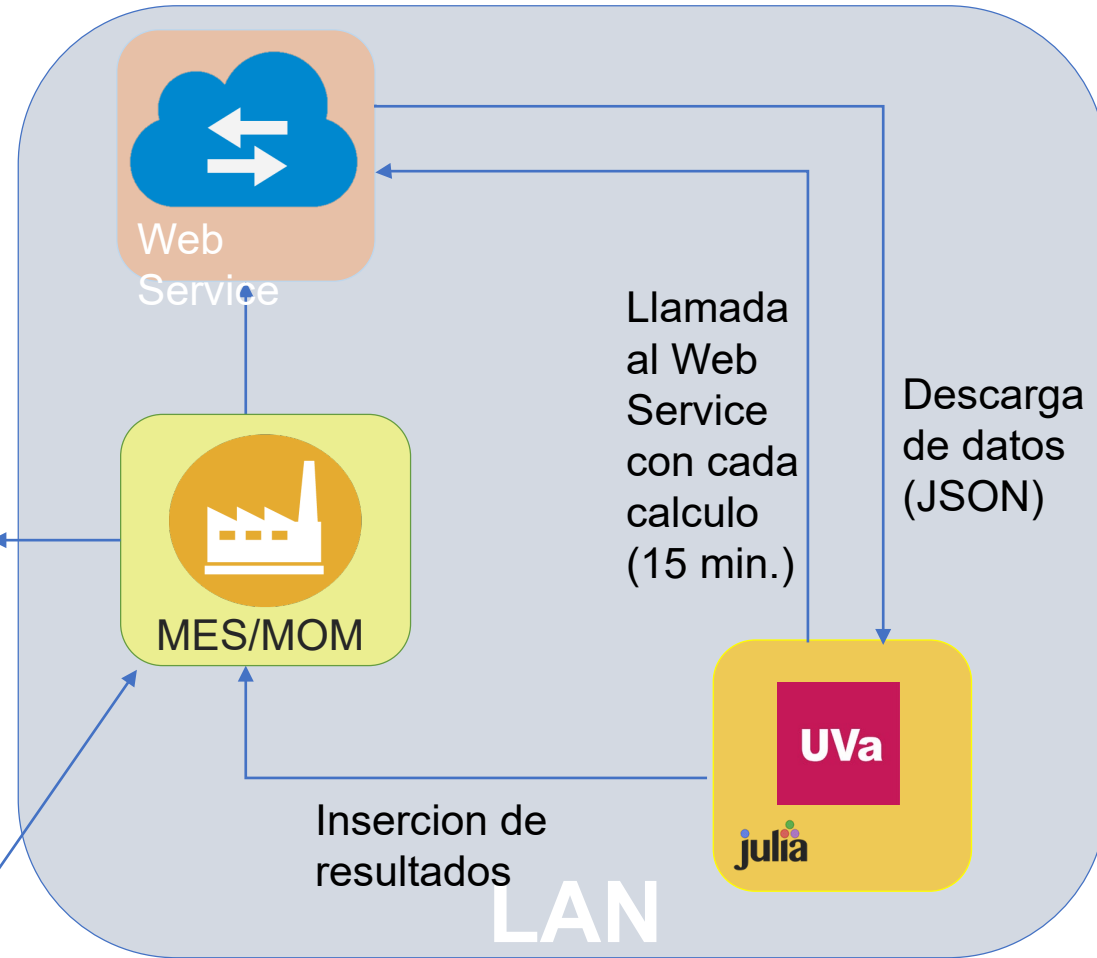 Web
Service
Llamada
al Web
Service
con cada
calculo
(15 min.)
Descarga
de datos
(JSON)
MES/MOM
UVa
julia
Insercion de
resultados
LAN